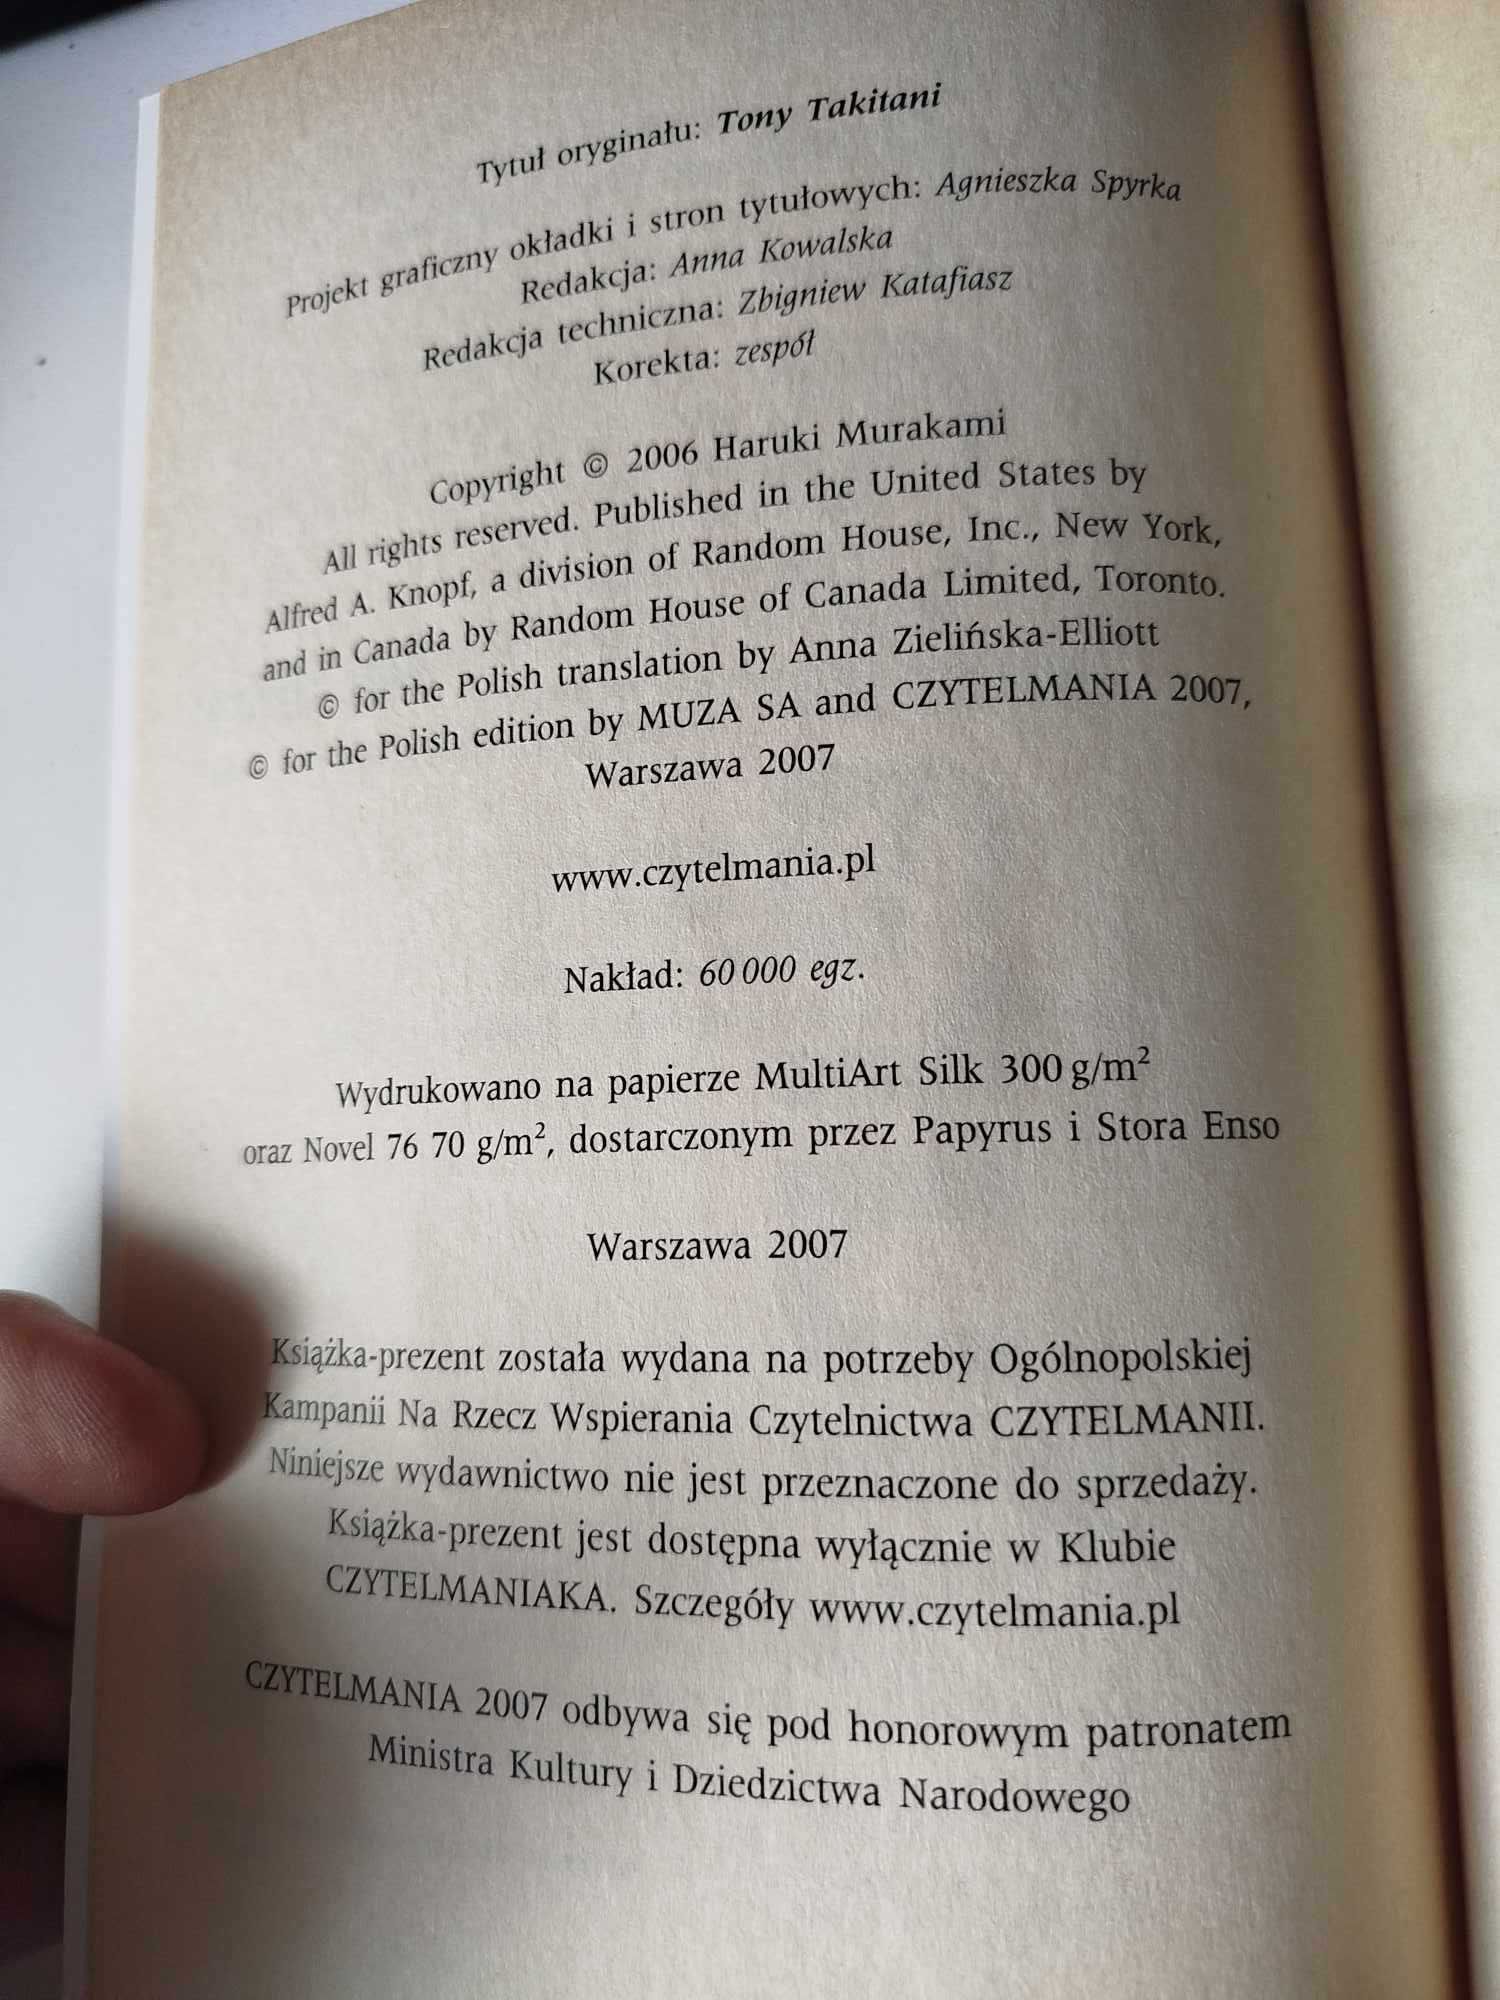 Tytuł oryginału: Tony Takitani
Projekt graficzny okładki i stron tytułowych: Agnieszka Spyrka
Redakcja: Anna Kowalska
Redakcja techniczna: Zbigniew Katafiasz
Korekta: zespół
Copyright © 2006 Haruki Murakami
All rights reserved. Published in the United States by
Alfred A. Knopf, a division of Random House, Inc., New York,
and in Canada by Random House of Canada Limited, Toronto.
© for the Polish translation by Anna Zielińska-Elliott
© for the Polish edition by MUZA SA and CZYTELMANIA 2007,
Warszawa 2007
www.czytelmania.pl
Nakład: 60 000 egz.
Wydrukowano na papierze MultiArt Silk 300 g/m²
oraz Novel 76 70 g/m², dostarczonym przez Papyrus i Stora Enso
Warszawa 2007
Książka-prezent została wydana na potrzeby Ogólnopolskiej
Kampanii Na Rzecz Wspierania Czytelnictwa CZYTELMANII.
Niniejsze wydawnictwo nie jest przeznaczone do sprzedaży.
Książka-prezent jest dostępna wyłącznie w Klubie
CZYTELMANIAKA. Szczegóły www.czytelmania.pl
CZYTELMANIA 2007 odbywa się pod honorowym patronatem
Ministra Kultury i Dziedzictwa Narodowego